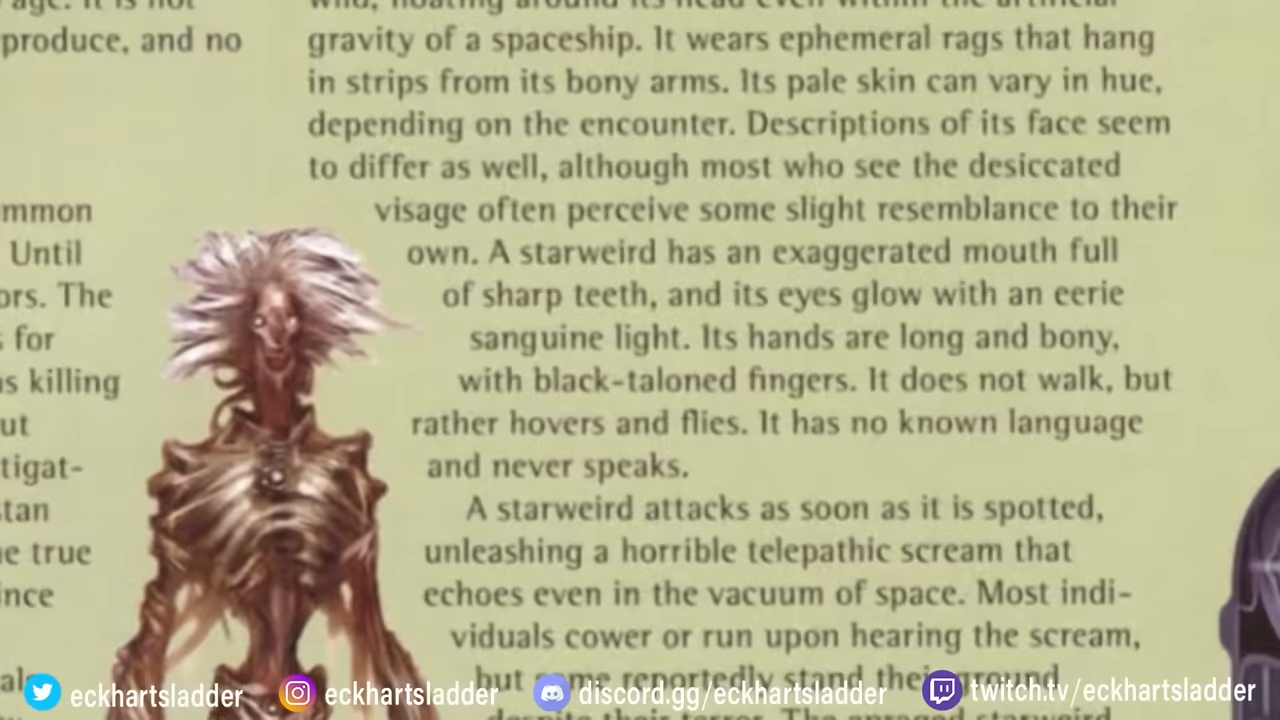 produce, and no
mmon
Until
ors. The
for
s killing
ut
tigat-
tan
e true
ince
gravity of a spaceship. It wears ephemeral rags that hang
in strips from its bony arms. Its pale skin can vary in hue,
depending on the encounter. Descriptions of its face seem
to differ as well, although most who see the desiccated
visage often perceive some slight resemblance to their
own. A starweird has an exaggerated mouth full
of sharp teeth, and its eyes glow with an eerie
sanguine light. Its hands are long and bony,
with black-taloned fingers. It does not walk, but
rather hovers and flies. It has no known language
and never speaks.
A starweird attacks as soon as it is spotted,
unleashing a horrible telepathic scream that
echoes even in the vacuum of space. Most indi-
viduals cower or run upon hearing the scream,
but some reportedly stand their ground
eckhartsladder
eckhartsladder
discord.gg/eckhartsladder
twitch.tv/eckhartsladder